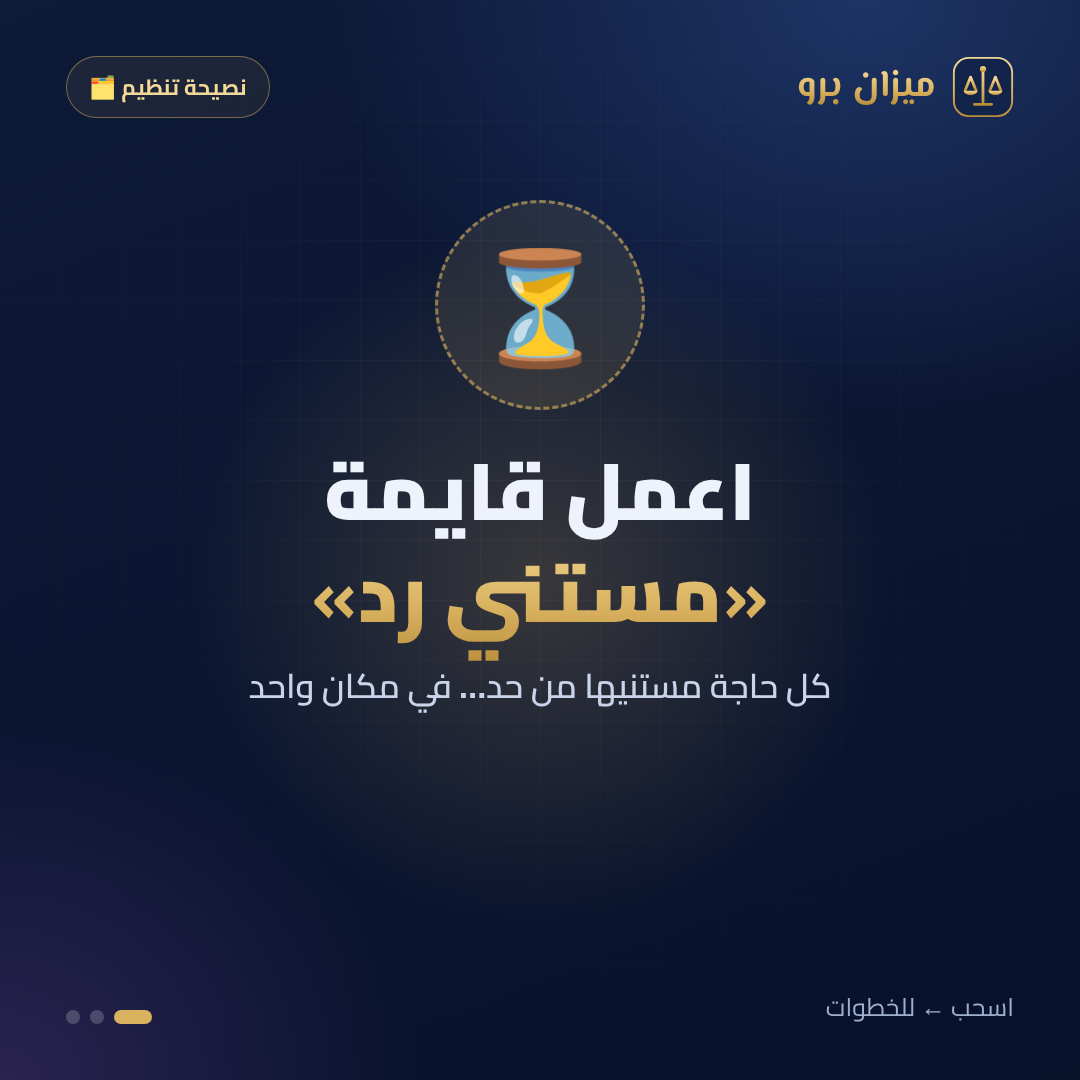 ميزان برو
نصيحة تنظيم
اعمل قايمة
«مستني رد»
كل حاجة مستنيها من حد... في مكان واحد
اسحب ← للخطوات